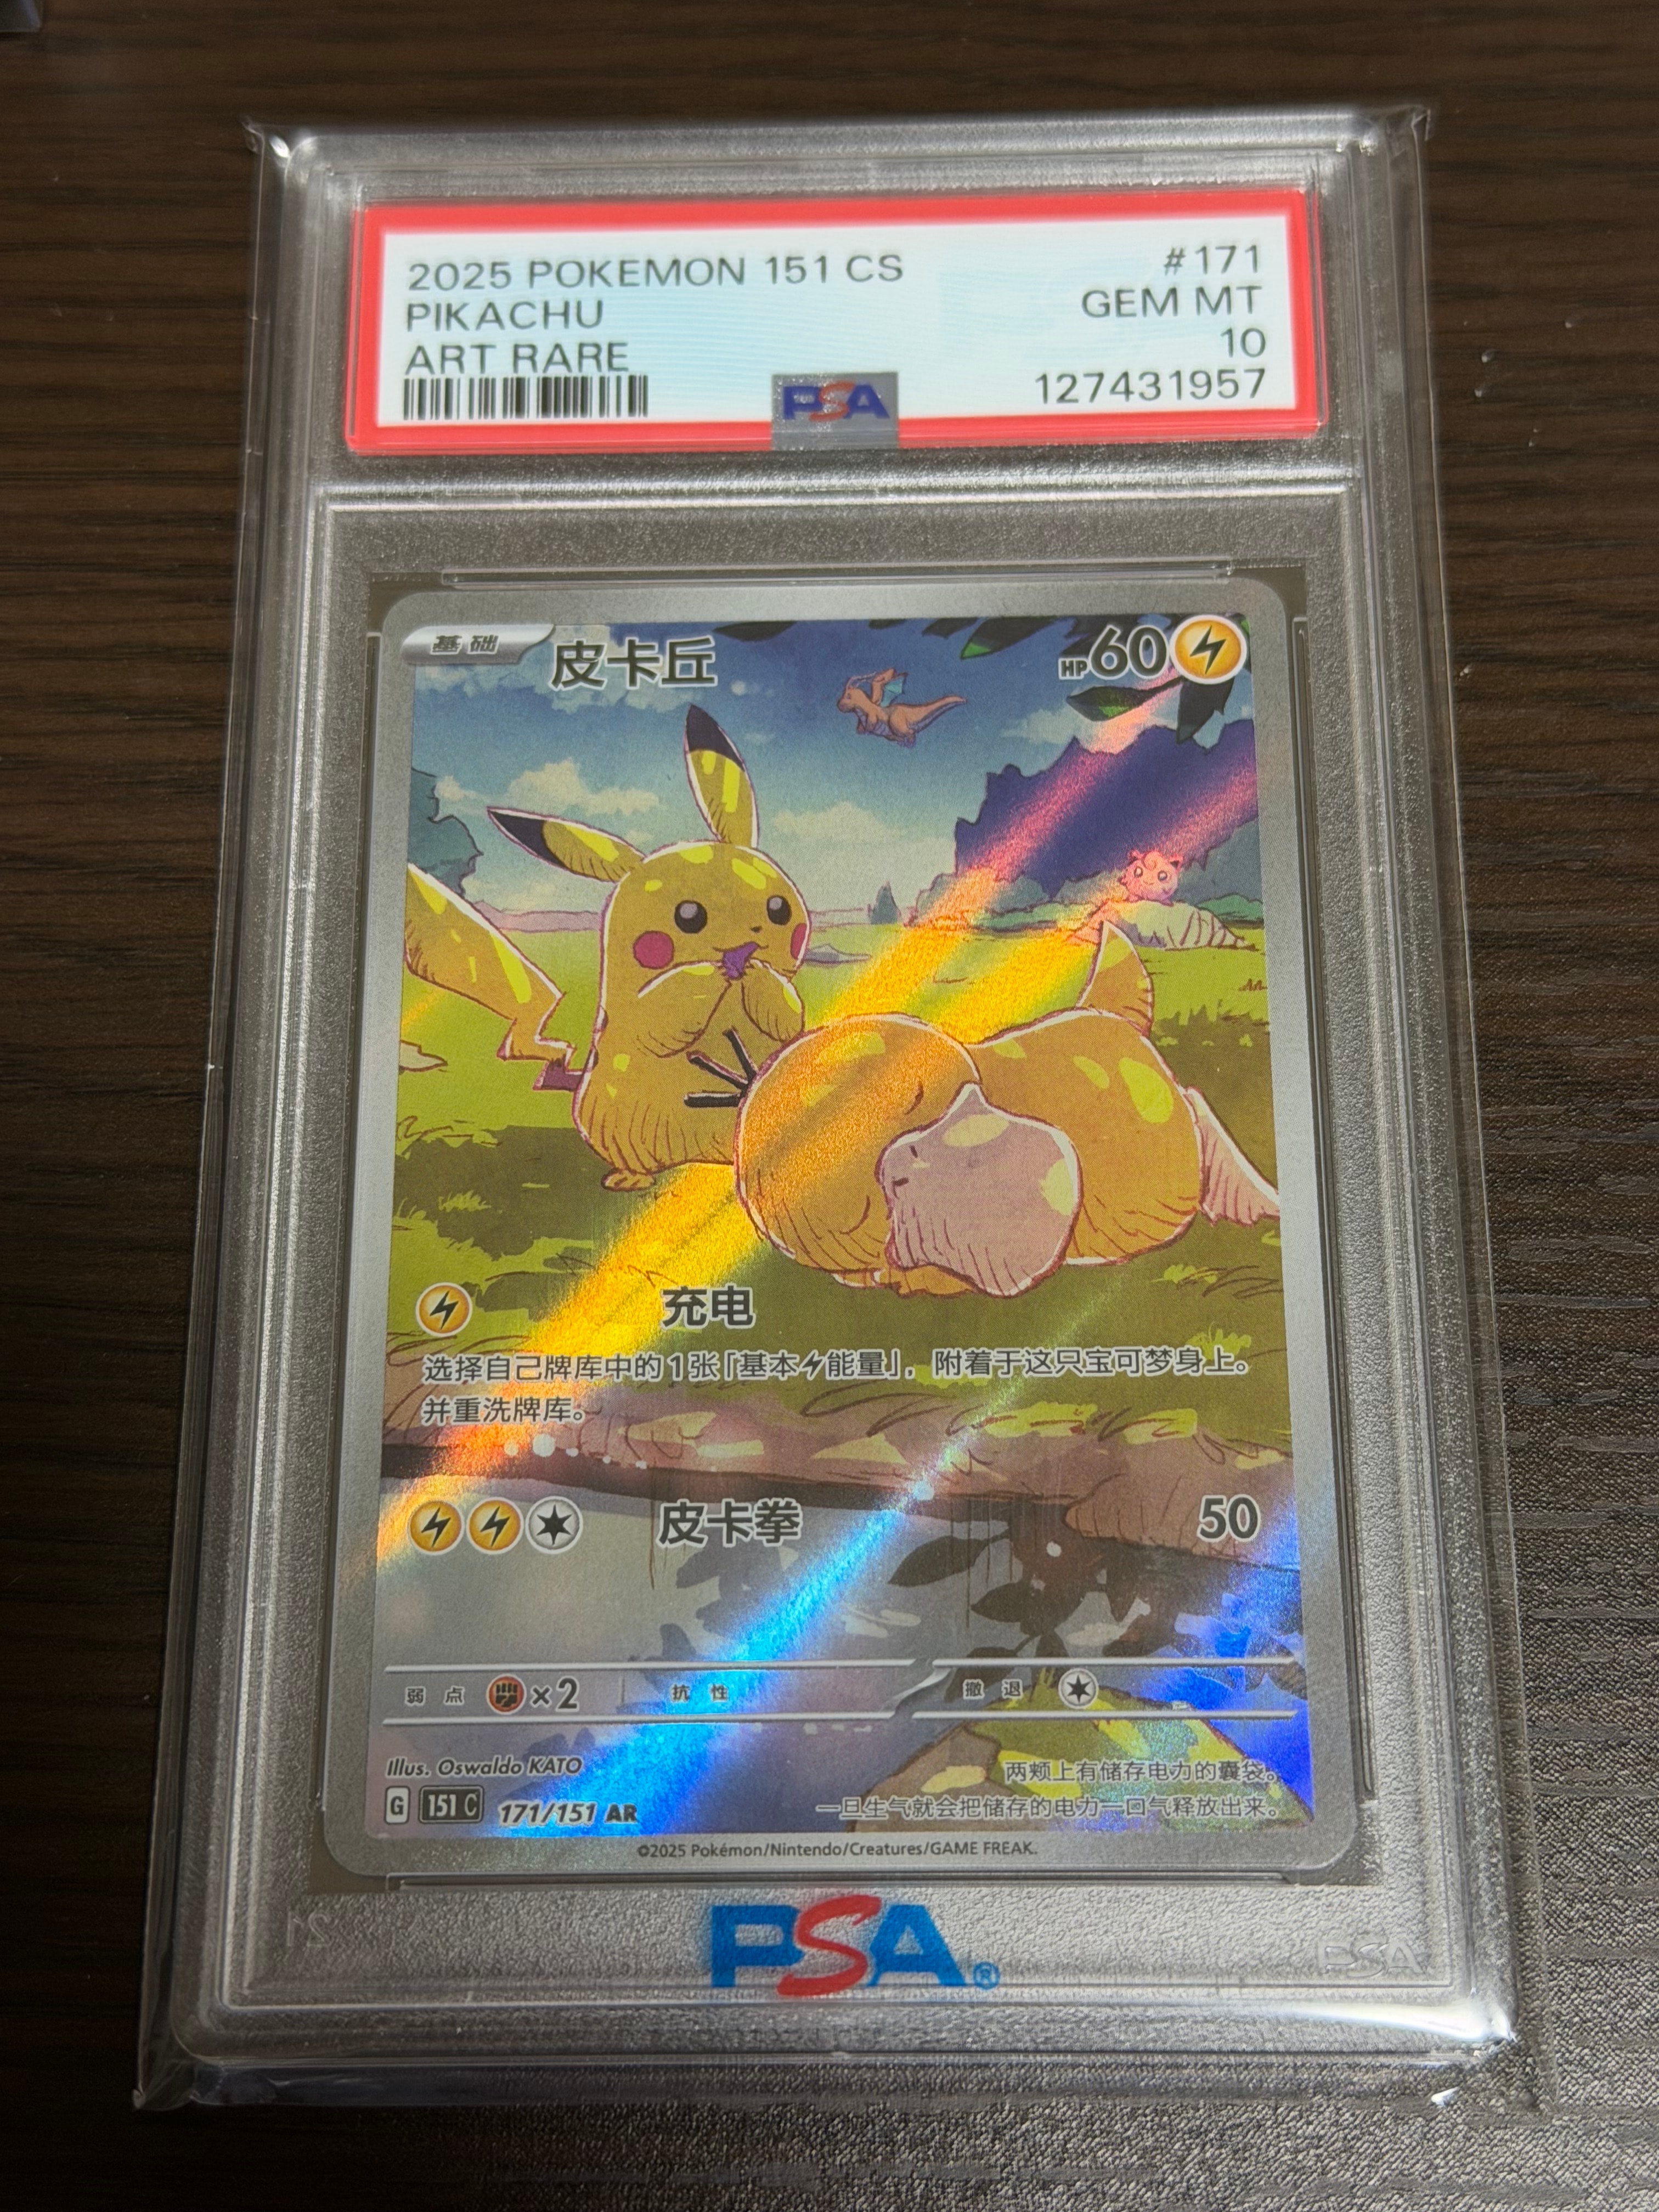 2025 POKEMON 151 CS #171
PIKACHU GEM MT
ART RARE 10
PSA 127431957
基础 皮卡丘 HP60
充电
选择自己牌库中的1张「基本能量」，附着于这只宝可梦身上。
并重洗牌库。
皮卡拳 50
弱点 ×2 抗性 撤退
Illus. Oswaldo KATO
两颊上有储存电力的囊袋。
G 151 C 171/151 AR
一旦生气就会把储存的电力一口气释放出来。
©2025 Pokémon/Nintendo/Creatures/GAME FREAK.
PSA®
PSA